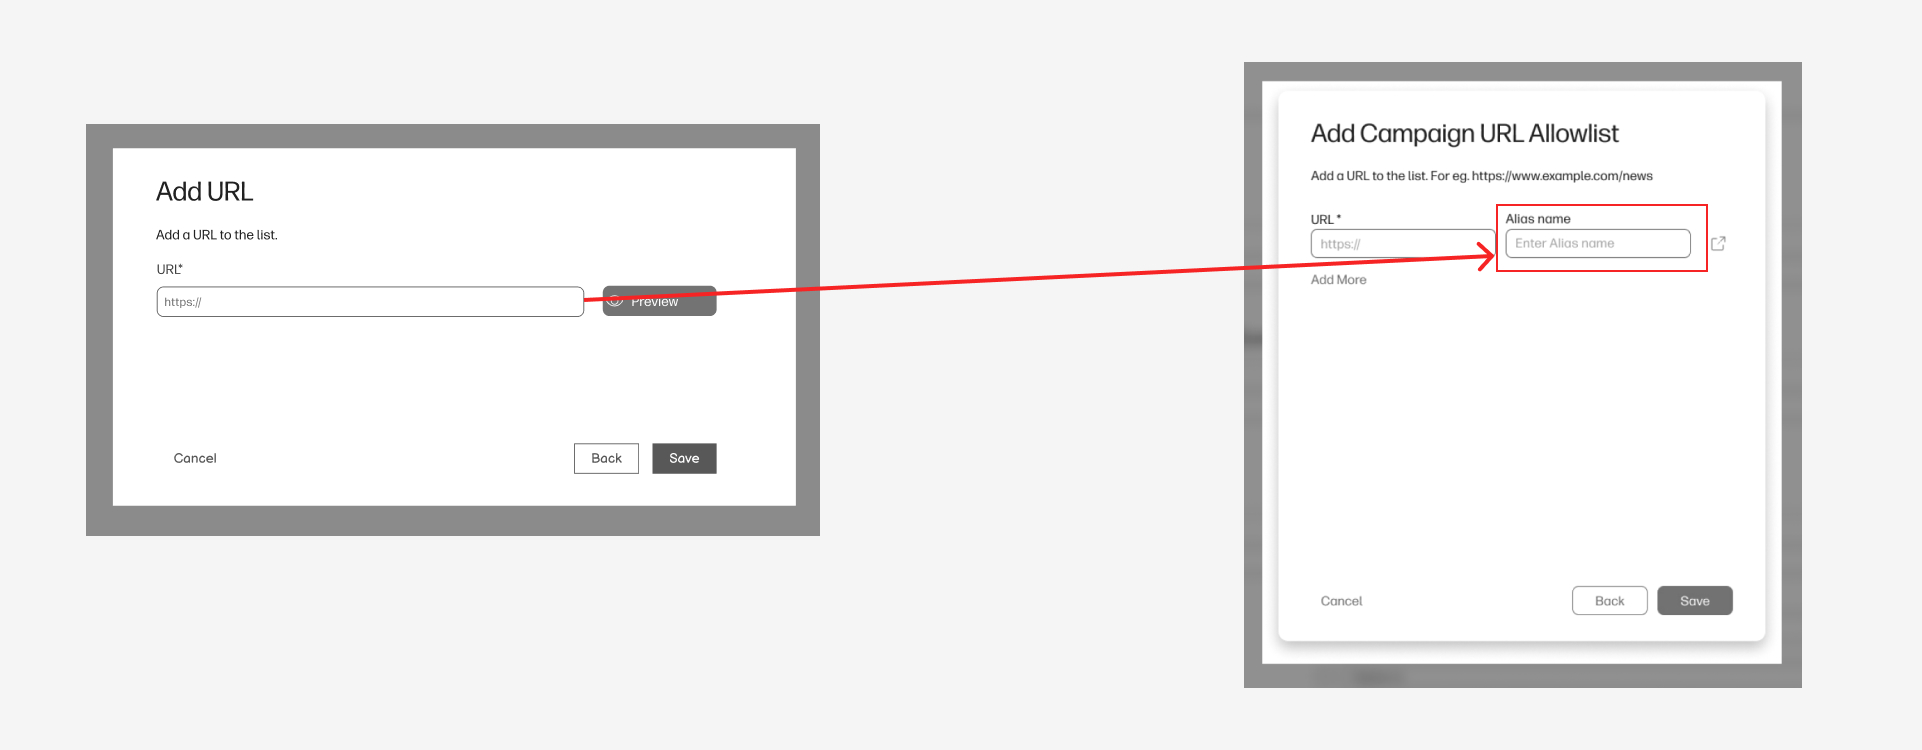 Add URL
Add a URL to the list.
URL*
https://
Preview
Cancel
Back
Save
Add Campaign URL Allowlist
Add a URL to the list. For eg. https://www.example.com/news
URL *
Alias name
https://
Enter Alias name
Add More
Cancel
Back
Save